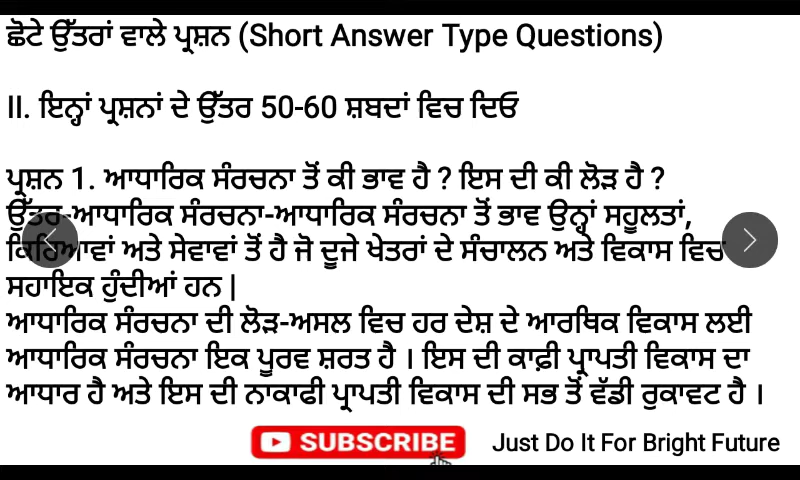 ਛੋਟੇ ਉੱਤਰਾਂ ਵਾਲੇ ਪ੍ਰਸ਼ਨ (Short Answer Type Questions)
II. ਇਨ੍ਹਾਂ ਪ੍ਰਸ਼ਨਾਂ ਦੇ ਉੱਤਰ 50-60 ਸ਼ਬਦਾਂ ਵਿਚ ਦਿਓ
ਪ੍ਰਸ਼ਨ 1. ਆਧਾਰਿਕ ਸੰਰਚਨਾ ਤੋਂ ਕੀ ਭਾਵ ਹੈ ? ਇਸ ਦੀ ਕੀ ਲੋੜ ਹੈ ?
ਉੱਤਰ-ਆਧਾਰਿਕ ਸੰਰਚਨਾ-ਆਧਾਰਿਕ ਸੰਰਚਨਾ ਤੋਂ ਭਾਵ ਉਨ੍ਹਾਂ ਸਹੂਲਤਾਂ,
ਕਿਰਿਆਵਾਂ ਅਤੇ ਸੇਵਾਵਾਂ ਤੋਂ ਹੈ ਜੋ ਦੂਜੇ ਖੇਤਰਾਂ ਦੇ ਸੰਚਾਲਨ ਅਤੇ ਵਿਕਾਸ ਵਿਚ
ਸਹਾਇਕ ਹੁੰਦੀਆਂ ਹਨ |
ਆਧਾਰਿਕ ਸੰਰਚਨਾ ਦੀ ਲੋੜ-ਅਸਲ ਵਿਚ ਹਰ ਦੇਸ਼ ਦੇ ਆਰਥਿਕ ਵਿਕਾਸ ਲਈ
ਆਧਾਰਿਕ ਸੰਰਚਨਾ ਇਕ ਪੂਰਵ ਸ਼ਰਤ ਹੈ । ਇਸ ਦੀ ਕਾਫ਼ੀ ਪ੍ਰਾਪਤੀ ਵਿਕਾਸ ਦਾ
ਆਧਾਰ ਹੈ ਅਤੇ ਇਸ ਦੀ ਨਾਕਾਫੀ ਪ੍ਰਾਪਤੀ ਵਿਕਾਸ ਦੀ ਸਭ ਤੋਂ ਵੱਡੀ ਰੁਕਾਵਟ ਹੈ ।
SUBSCRIBE Just Do It For Bright Future